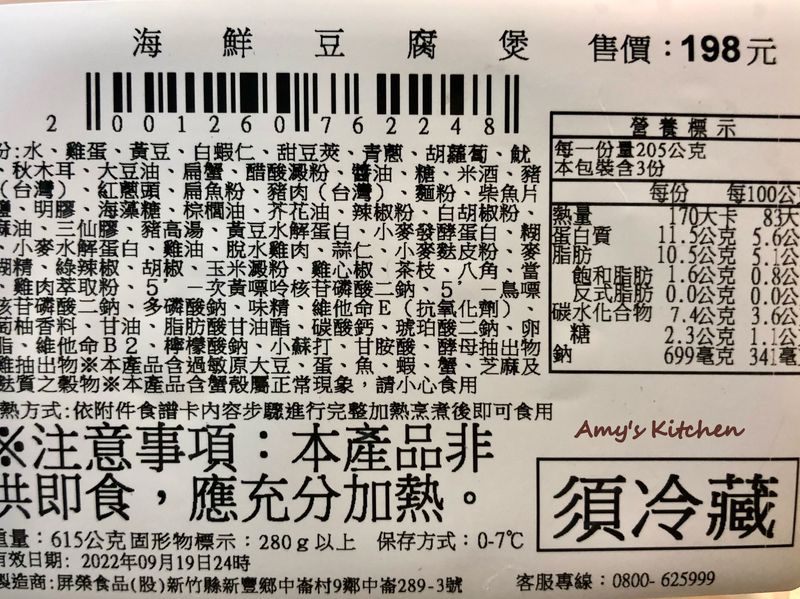 海鮮豆腐煲 售價：198元
2 001260 762248
份:水、雞蛋、黃豆、白蝦仁、甜豆莢、青蔥、胡蘿蔔、魷
、秋木耳、大豆油、扁蟹、醋酸澱粉、醬油、糖、米酒、豬
（台灣）、紅蔥頭、扁魚粉、豬肉（台灣）、麵粉、柴魚片
鹽、明膠、海藻糖、棕櫚油、芥花油、辣椒粉、白胡椒粉、
麻油、三仙膠、豬高湯、黃豆水解蛋白、小麥發酵蛋白、糊
、小麥水解蛋白、雞油、脫水雞肉、蒜仁、小麥麩皮粉、麥
糊精、綠辣椒、胡椒、玉米澱粉、雞心椒、茶枝、八角、當
、雞肉萃取粉、5'－次黃嘌呤核苷磷酸二鈉、5'－鳥嘌
核苷磷酸二鈉、多磷酸鈉、味精、維他命E（抗氧化劑）、
葡柚香料、甘油、脂肪酸甘油酯、碳酸鈣、琥珀酸二鈉、卵
脂、維他命B2、檸檬酸鈉、小蘇打、甘胺酸、酵母抽出物
雞抽出物※本產品含過敏原大豆、蛋、魚、蝦、蟹、芝麻及
麩質之穀物※本產品含蟹殼屬正常現象，請小心食用
熱方式:依附件食譜卡內容步驟進行完整加熱烹煮後即可食用
營養標示
每一份量205公克
本包裝含3份
每份 每100公
熱量 170大卡 83大
蛋白質 11.5公克 5.6公
脂肪 10.5公克 5.1公
飽和脂肪 1.6公克 0.8公
反式脂肪 0.0公克 0.0公
碳水化合物 7.4公克 3.6公
糖 2.3公克 1.1公
鈉 699毫克 341毫
Amy's Kitchen
※注意事項：本產品非
供即食，應充分加熱。
須冷藏
重量：615公克 固形物標示：280g以上 保存方式：0-7℃
有效日期: 2022年09月19日24時
製造商:屏榮食品(股)新竹縣新豐鄉中崙村9鄰中崙289-3號 客服專線：0800-625999